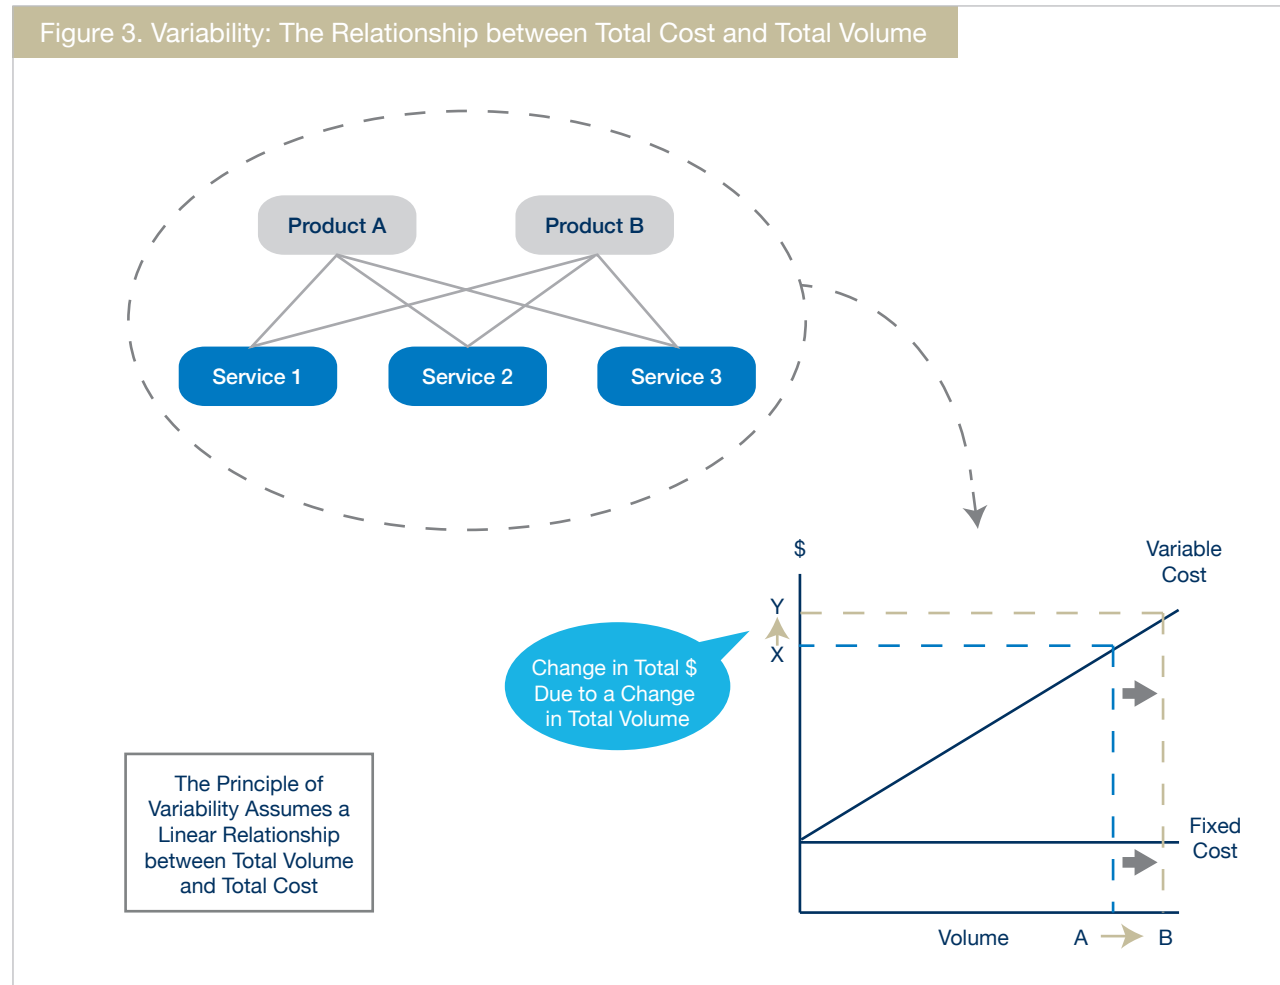 Figure 3. Variability: The Relationship between Total Cost and Total Volume
Product A
Product B
Service 1
Service 2
Service 3
$
Variable
Cost
Y
X
Change in Total $
Due to a Change
in Total Volume
The Principle of
Variability Assumes a
Linear Relationship
between Total Volume
and Total Cost
Fixed
Cost
Volume
A
B